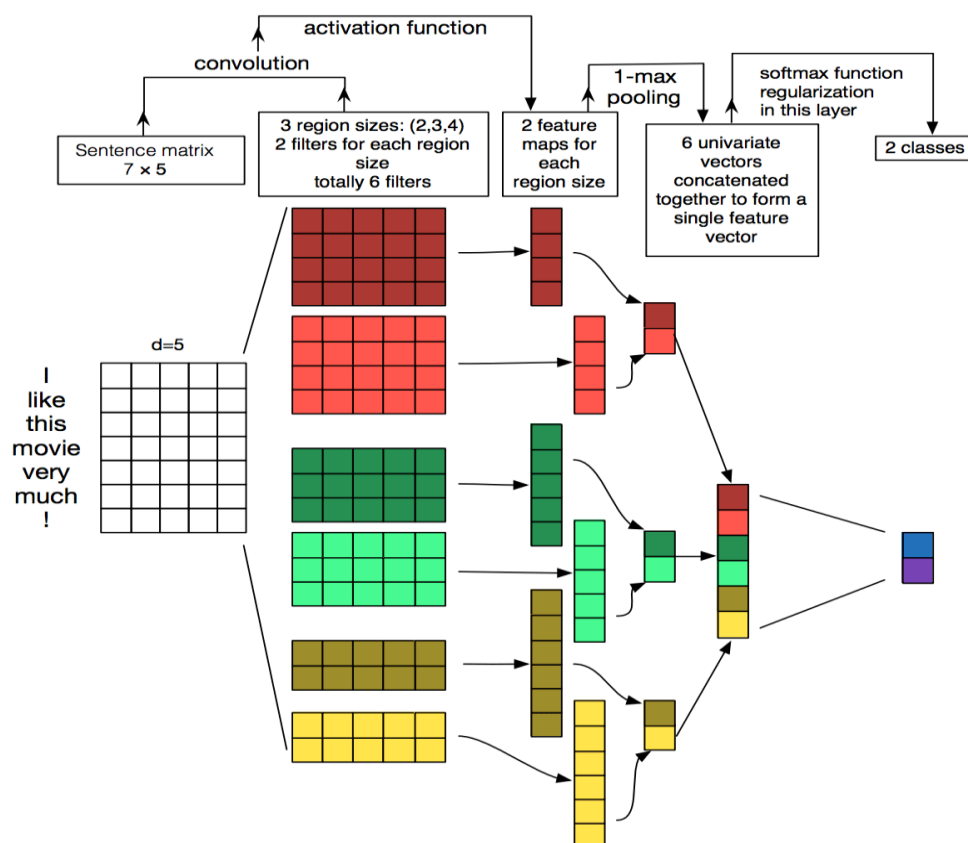 activation function
convolution
1-max
pooling
softmax function
regularization
in this layer
Sentence matrix
7 × 5
3 region sizes: (2,3,4)
2 filters for each region
size
totally 6 filters
2 feature
maps for
each
region size
6 univariate
vectors
concatenated
together to form a
single feature
vector
2 classes
d=5
I
like
this
movie
very
much
!